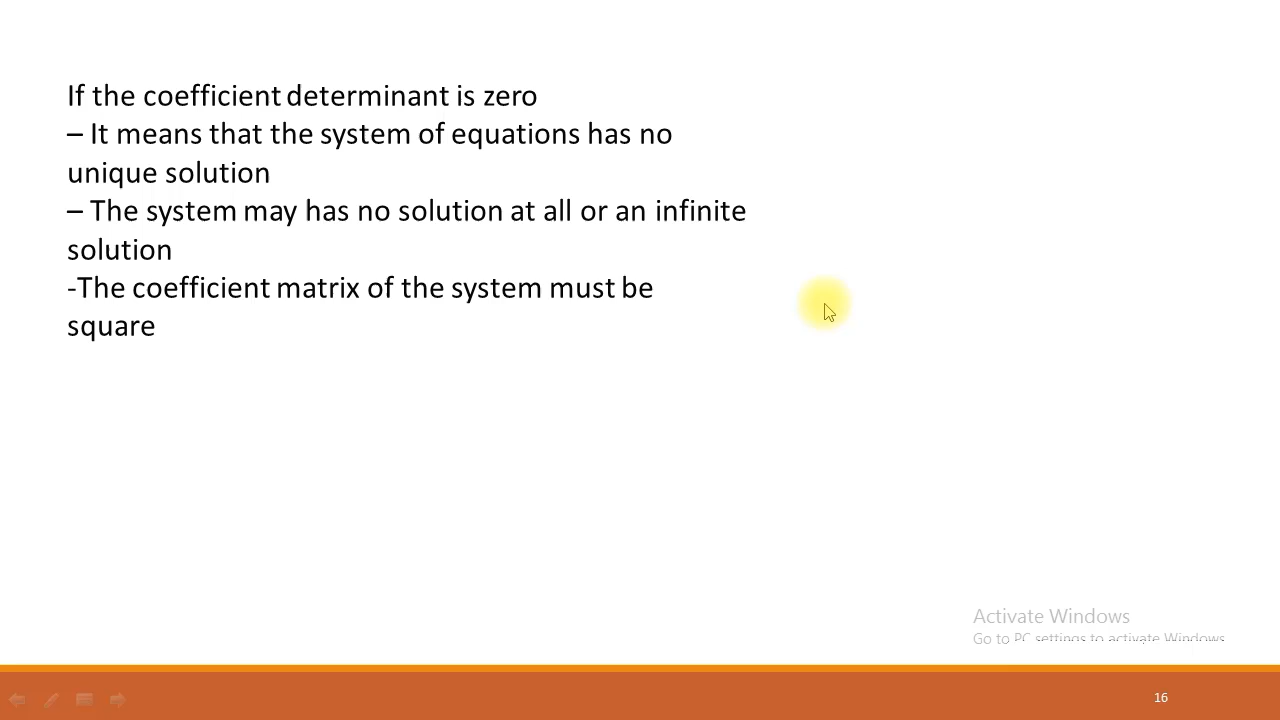 If the coefficient determinant is zero
– It means that the system of equations has no
unique solution
– The system may has no solution at all or an infinite
solution
-The coefficient matrix of the system must be
square
Activate Windows
Go to PC settings to activate Windows
16